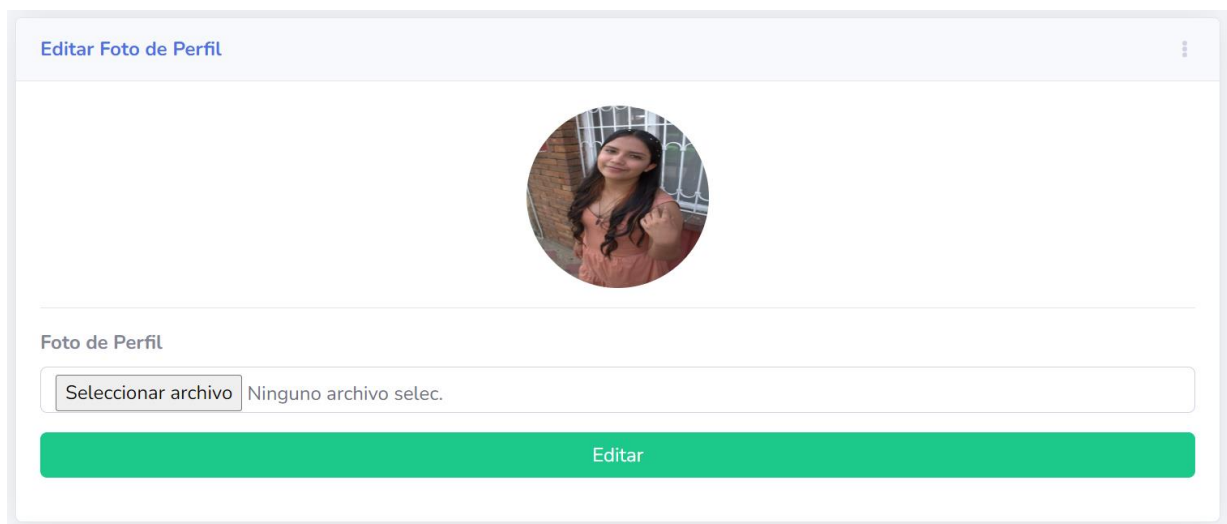 Editar Foto de Perfil
Foto de Perfil
Seleccionar archivo Ninguno archivo selec.
Editar